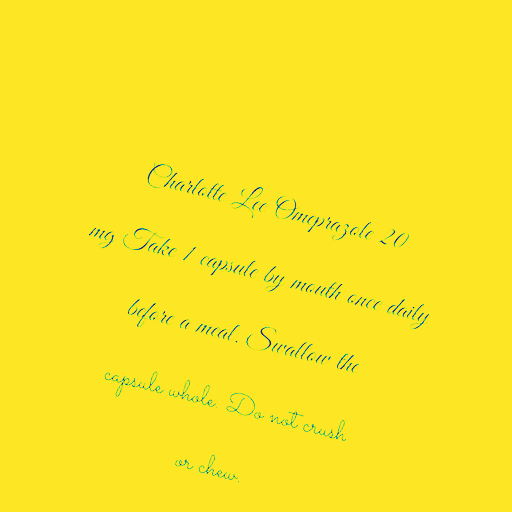 Charlotte Lee Omeprazole 20
mg Take 1 capsule by mouth once daily
before a meal. Swallow the
capsule whole. Do not crush
or chew.